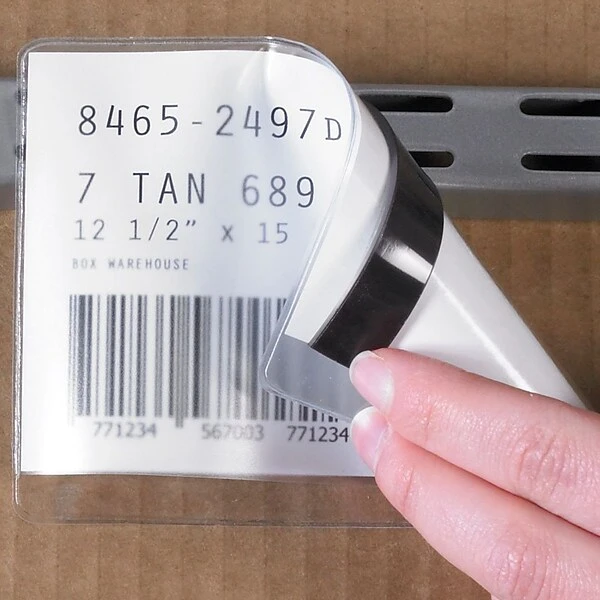 8465-2497D
7 TAN 689
12 1/2" x 15
BOX WAREHOUSE
771234 567003 771234